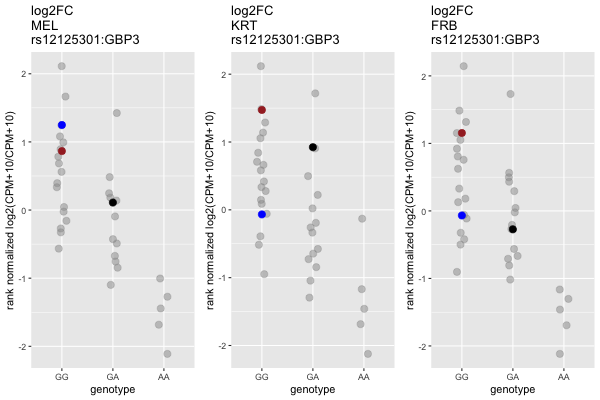 log2FC
MEL
rs12125301:GBP3
rank normalized log2(CPM+10/CPM+10)
2
1
0
-1
-2
GG GA AA
genotype
log2FC
KRT
rs12125301:GBP3
rank normalized log2(CPM+10/CPM+10)
2
1
0
-1
-2
GG GA AA
genotype
log2FC
FRB
rs12125301:GBP3
rank normalized log2(CPM+10/CPM+10)
2
1
0
-1
-2
GG GA AA
genotype